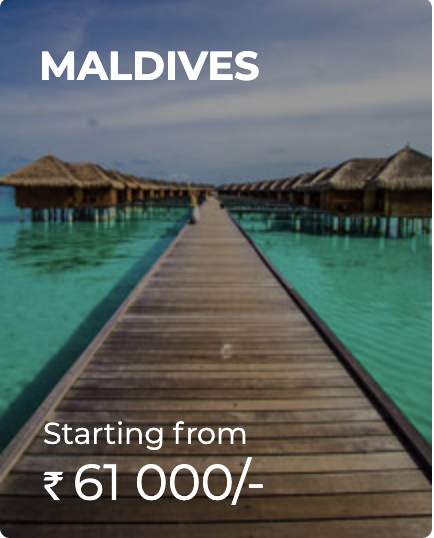 MALDIVES
Starting from
₹ 61 000/-